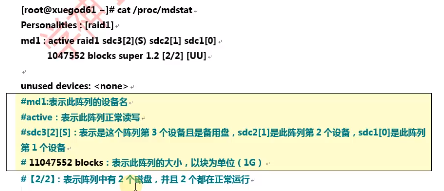 [root@xuegod61 ~]# cat /proc/mdstat
Personalities : [raid1]
md1 : active raid1 sdc3[2](S) sdc2[1] sdc1[0]
1047552 blocks super 1.2 [2/2] [UU]
unused devices: <none>
#md1:表示此阵列的设备名
#active：表示此阵列正常读写
#sdc3[2][S]：表示是这个阵列第 3 个设备且是备用盘，sdc2[1]是此阵列第 2 个设备，sdc1[0]是此阵列
第 1 个设备
# 11047552 blocks：表示此阵列的大小，以块为单位（1G）
#【2/2】：表示阵列中有 2 个磁盘，并且 2 个都在正常运行